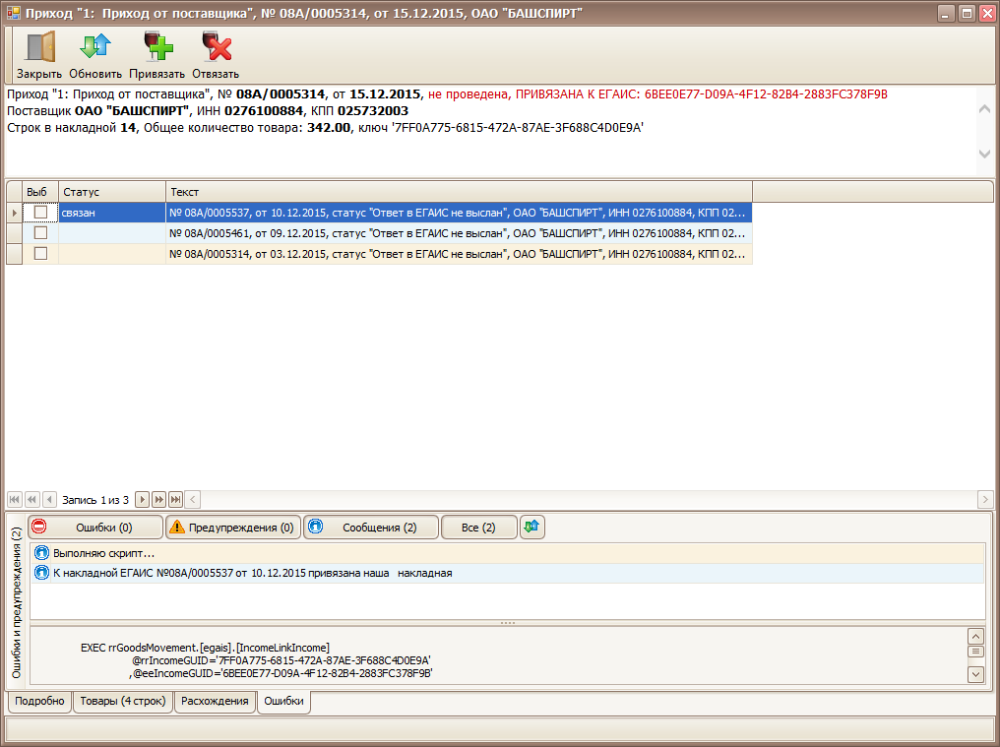 Приход "1:  Приход от поставщика", № 08А/0005314, от 15.12.2015, ОАО "БАШСПИРТ"
Закрыть Обновить Привязать Отвязать
Приход "1: Приход от поставщика", № 08А/0005314, от 15.12.2015, не проведена, ПРИВЯЗАНА К ЕГАИС: 6BEE0E77-D09A-4F12-82B4-2883FC378F9B
Поставщик ОАО "БАШСПИРТ", ИНН 0276100884, КПП 025732003
Строк в накладной 14, Общее количество товара: 342.00, ключ '7FF0A775-6815-472A-87AE-3F688C4D0E9A'
Выб Статус Текст
связан № 08А/0005537, от 10.12.2015, статус "Ответ в ЕГАИС не выслан", ОАО "БАШСПИРТ", ИНН 0276100884, КПП 02...
№ 08А/0005461, от 09.12.2015, статус "Ответ в ЕГАИС не выслан", ОАО "БАШСПИРТ", ИНН 0276100884, КПП 02...
№ 08А/0005314, от 03.12.2015, статус "Ответ в ЕГАИС не выслан", ОАО "БАШСПИРТ", ИНН 0276100884, КПП 02...
Запись 1 из 3
Ошибки и предупреждения (2)
Ошибки (0) Предупреждения (0) Сообщения (2) Все (2)
Выполняю скрипт...
К накладной ЕГАИС №08А/0005537 от 10.12.2015 привязана наша   накладная
EXEC rrGoodsMovement.[egais].[IncomeLinkIncome]
@rrIncomeGUID='7FF0A775-6815-472A-87AE-3F688C4D0E9A'
,@eeIncomeGUID='6BEE0E77-D09A-4F12-82B4-2883FC378F9B'
Подробно Товары (4 строк) Расхождения Ошибки